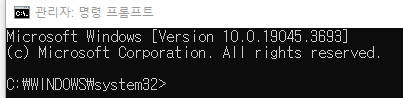 관리자: 명령 프롬프트
Microsoft Windows [Version 10.0.19045.3693]
(c) Microsoft Corporation. All rights reserved.
C:₩WINDOWS₩system32>